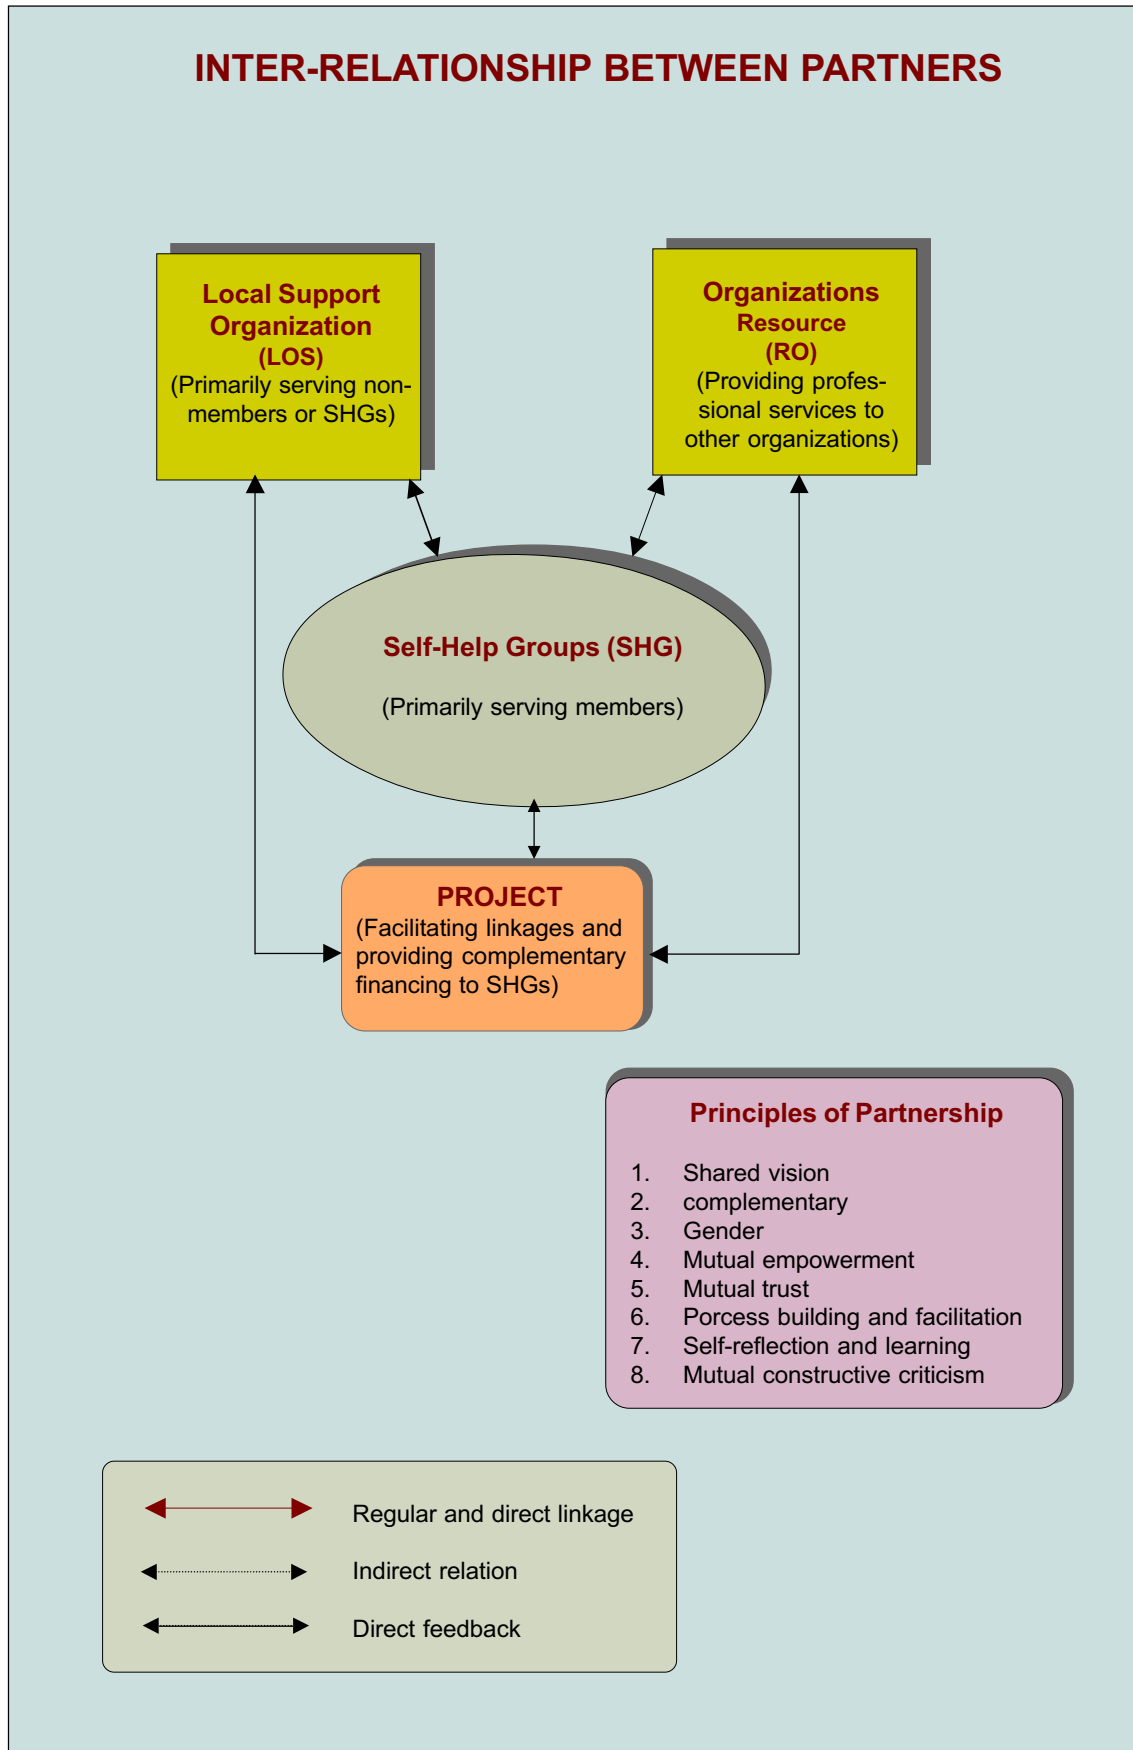 INTER-RELATIONSHIP BETWEEN PARTNERS
Local Support
Organization
(LOS)
(Primarily serving non-
members or SHGs)
Organizations
Resource
(RO)
(Providing profes-
sional services to
other organizations)
Self-Help Groups (SHG)
(Primarily serving members)
PROJECT
(Facilitating linkages and
providing complementary
financing to SHGs)
Principles of Partnership
1. Shared vision
2. complementary
3. Gender
4. Mutual empowerment
5. Mutual trust
6. Porcess building and facilitation
7. Self-reflection and learning
8. Mutual constructive criticism
Regular and direct linkage
Indirect relation
Direct feedback